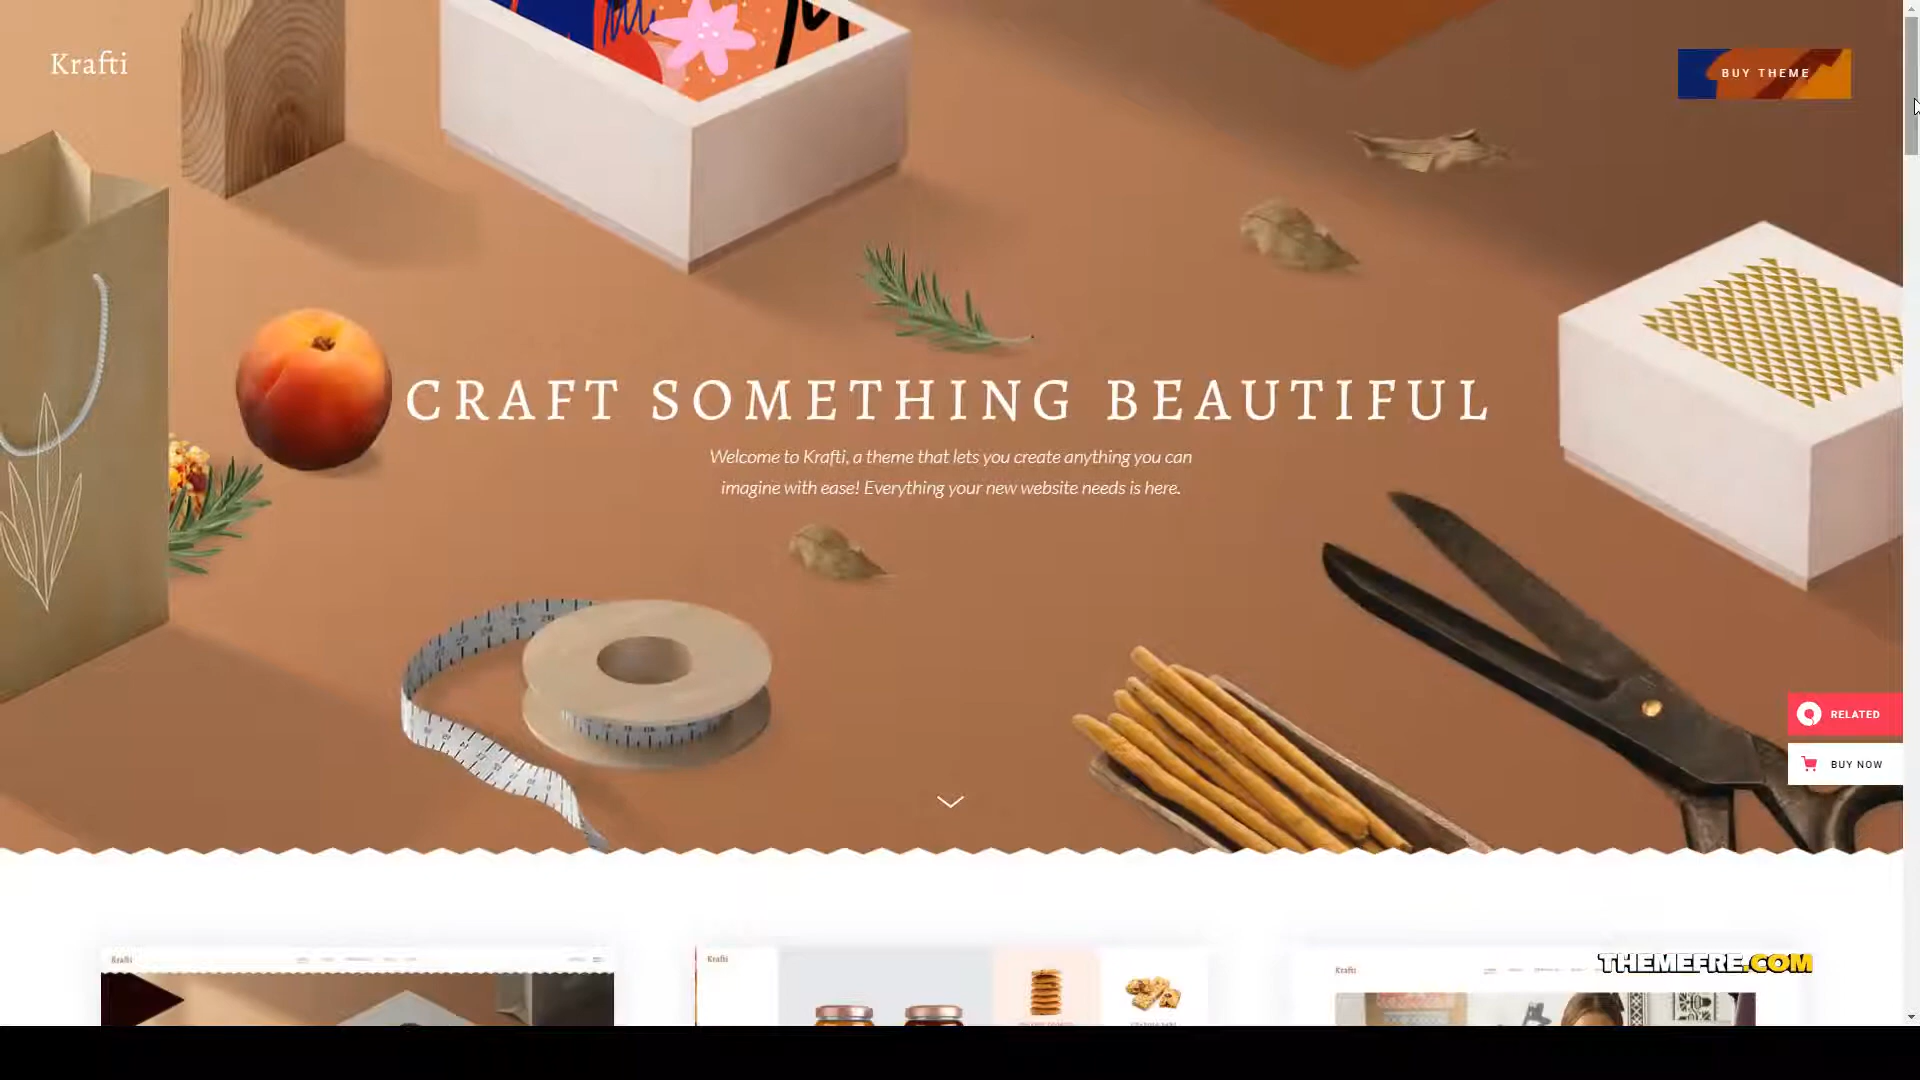 Krafti
BUY THEME
CRAFT SOMETHING BEAUTIFUL
Welcome to Krafti, a theme that lets you create anything you can
imagine with ease! Everything your new website needs is here.
RELATED
BUY NOW
Krafti
Krafti
Krafti
THEMEFRE.COM